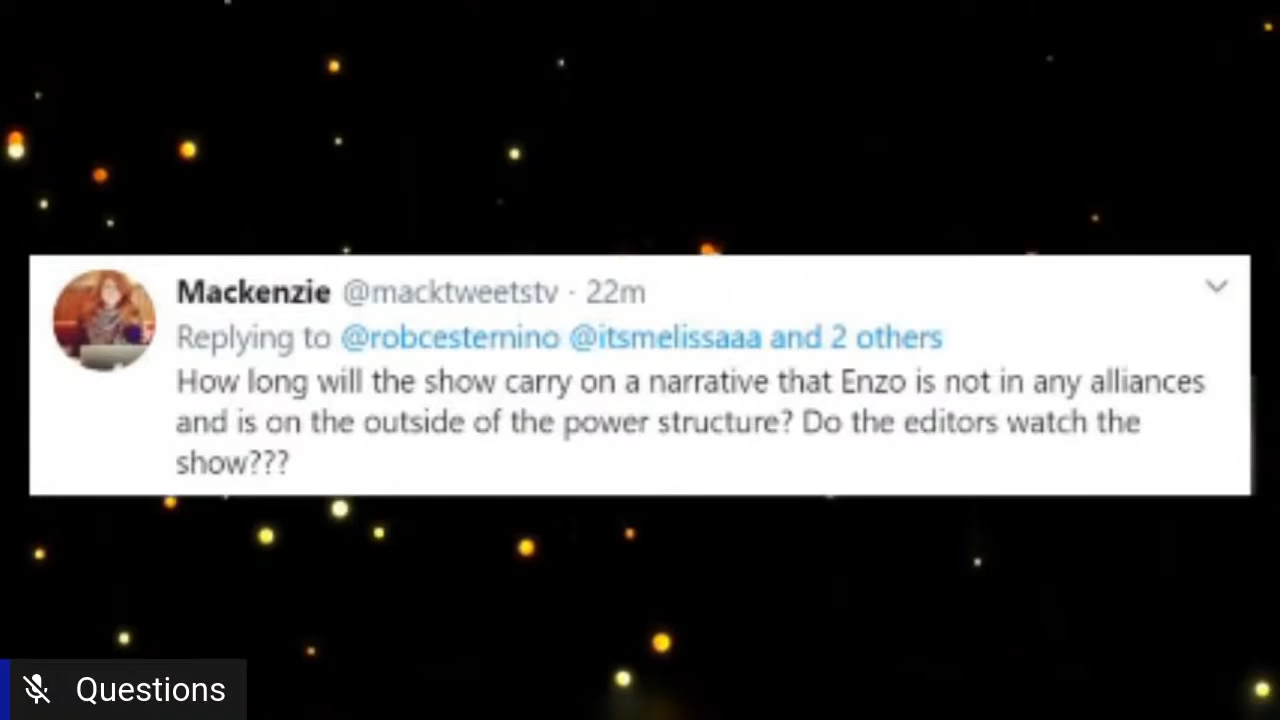 Mackenzie @macktweetstv · 22m
Replying to @robcesternino @itsmelissaaa and 2 others
How long will the show carry on a narrative that Enzo is not in any alliances
and is on the outside of the power structure? Do the editors watch the
show???
Questions